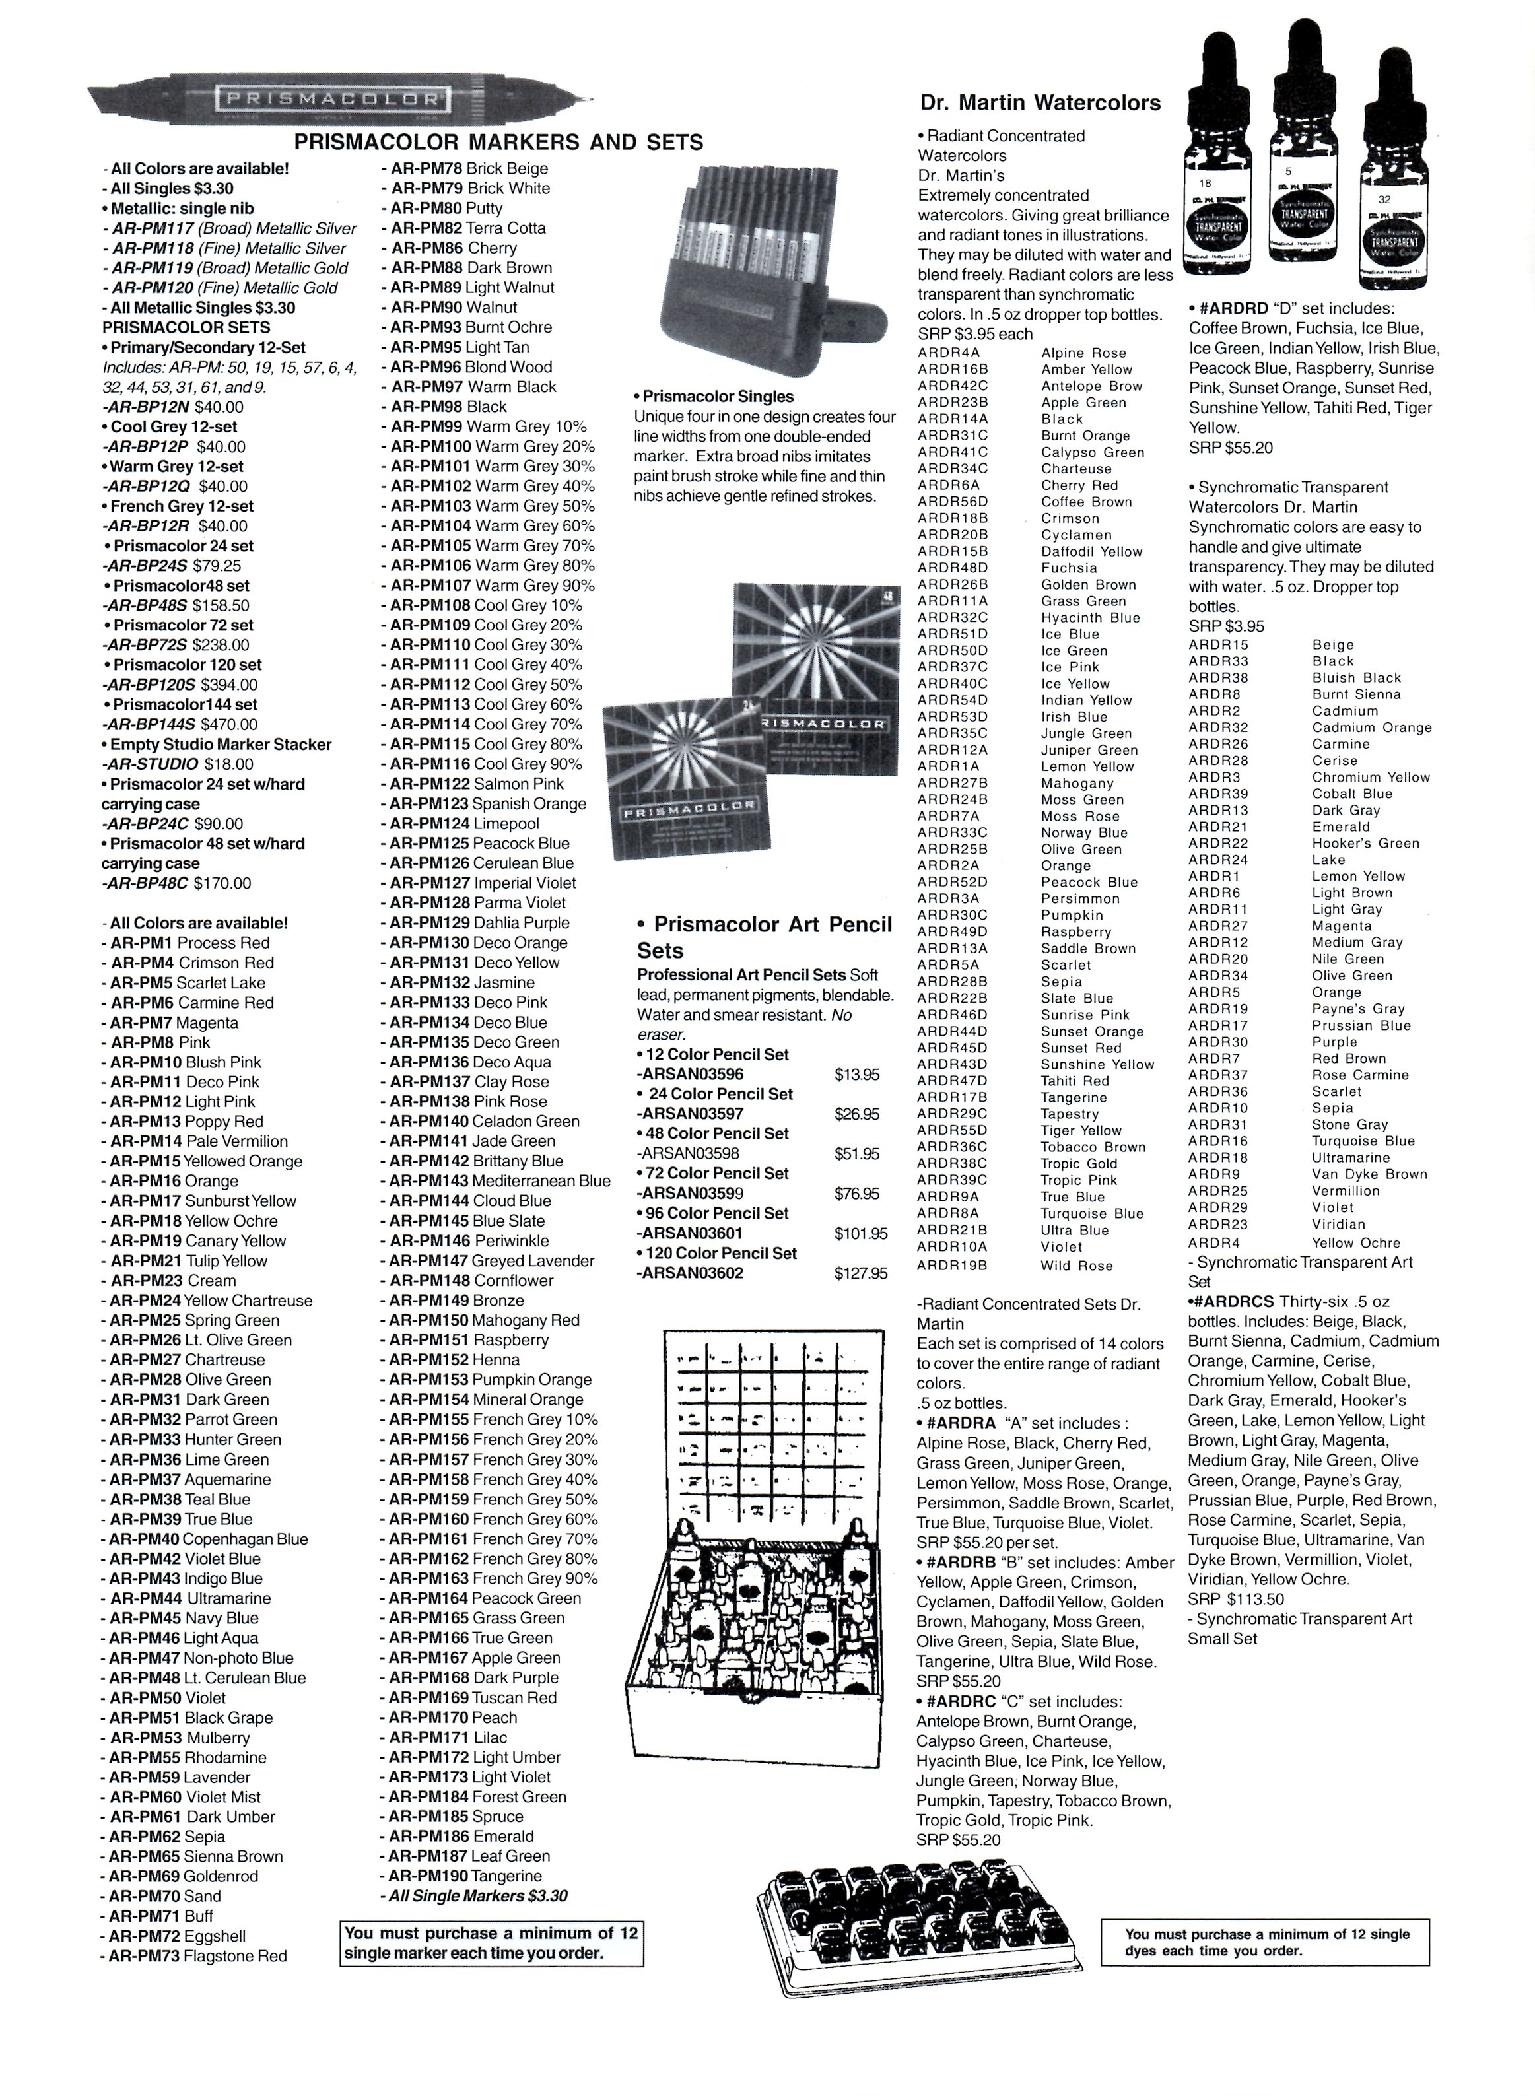 PRISMACOLOR
PRISMACOLOR MARKERS AND SETS
- All Colors are available!
- All Singles $3.30
• Metallic: single nib
- AR-PM117 (Broad) Metallic Silver
- AR-PM118 (Fine) Metallic Silver
- AR-PM119 (Broad) Metallic Gold
- AR-PM120 (Fine) Metallic Gold
- All Metallic Singles $3.30
PRISMACOLOR SETS
• Primary/Secondary 12-Set
Includes: AR-PM: 50, 19, 15, 57, 6, 4,
32, 44, 53, 31, 61, and 9.
-AR-BP12N $40.00
• Cool Grey 12-set
-AR-BP12P $40.00
•Warm Grey 12-set
-AR-BP12Q $40.00
• French Grey 12-set
-AR-BP12R $40.00
• Prismacolor 24 set
-AR-BP24S $79.25
• Prismacolor48 set
-AR-BP48S $158.50
• Prismacolor 72 set
-AR-BP72S $238.00
• Prismacolor 120 set
-AR-BP120S $394.00
• Prismacolor144 set
-AR-BP144S $470.00
• Empty Studio Marker Stacker
-AR-STUDIO $18.00
• Prismacolor 24 set w/hard
carrying case
-AR-BP24C $90.00
• Prismacolor 48 set w/hard
carrying case
-AR-BP48C $170.00
- All Colors are available!
- AR-PM1 Process Red
- AR-PM4 Crimson Red
- AR-PM5 Scarlet Lake
- AR-PM6 Carmine Red
- AR-PM7 Magenta
- AR-PM8 Pink
- AR-PM10 Blush Pink
- AR-PM11 Deco Pink
- AR-PM12 Light Pink
- AR-PM13 Poppy Red
- AR-PM14 Pale Vermilion
- AR-PM15 Yellowed Orange
- AR-PM16 Orange
- AR-PM17 Sunburst Yellow
- AR-PM18 Yellow Ochre
- AR-PM19 Canary Yellow
- AR-PM21 Tulip Yellow
- AR-PM23 Cream
- AR-PM24 Yellow Chartreuse
- AR-PM25 Spring Green
- AR-PM26 Lt. Olive Green
- AR-PM27 Chartreuse
- AR-PM28 Olive Green
- AR-PM31 Dark Green
- AR-PM32 Parrot Green
- AR-PM33 Hunter Green
- AR-PM36 Lime Green
- AR-PM37 Aquemarine
- AR-PM38 Teal Blue
- AR-PM39 True Blue
- AR-PM40 Copenhagan Blue
- AR-PM42 Violet Blue
- AR-PM43 Indigo Blue
- AR-PM44 Ultramarine
- AR-PM45 Navy Blue
- AR-PM46 Light Aqua
- AR-PM47 Non-photo Blue
- AR-PM48 Lt. Cerulean Blue
- AR-PM50 Violet
- AR-PM51 Black Grape
- AR-PM53 Mulberry
- AR-PM55 Rhodamine
- AR-PM59 Lavender
- AR-PM60 Violet Mist
- AR-PM61 Dark Umber
- AR-PM62 Sepia
- AR-PM65 Sienna Brown
- AR-PM69 Goldenrod
- AR-PM70 Sand
- AR-PM71 Buff
- AR-PM72 Eggshell
- AR-PM73 Flagstone Red
- AR-PM78 Brick Beige
- AR-PM79 Brick White
- AR-PM80 Putty
- AR-PM82 Terra Cotta
- AR-PM86 Cherry
- AR-PM88 Dark Brown
- AR-PM89 Light Walnut
- AR-PM90 Walnut
- AR-PM93 Burnt Ochre
- AR-PM95 Light Tan
- AR-PM96 Blond Wood
- AR-PM97 Warm Black
- AR-PM98 Black
- AR-PM99 Warm Grey 10%
- AR-PM100 Warm Grey 20%
- AR-PM101 Warm Grey 30%
- AR-PM102 Warm Grey 40%
- AR-PM103 Warm Grey 50%
- AR-PM104 Warm Grey 60%
- AR-PM105 Warm Grey 70%
- AR-PM106 Warm Grey 80%
- AR-PM107 Warm Grey 90%
- AR-PM108 Cool Grey 10%
- AR-PM109 Cool Grey 20%
- AR-PM110 Cool Grey 30%
- AR-PM111 Cool Grey 40%
- AR-PM112 Cool Grey 50%
- AR-PM113 Cool Grey 60%
- AR-PM114 Cool Grey 70%
- AR-PM115 Cool Grey 80%
- AR-PM116 Cool Grey 90%
- AR-PM122 Salmon Pink
- AR-PM123 Spanish Orange
- AR-PM124 Limepool
- AR-PM125 Peacock Blue
- AR-PM126 Cerulean Blue
- AR-PM127 Imperial Violet
- AR-PM128 Parma Violet
- AR-PM129 Dahlia Purple
- AR-PM130 Deco Orange
- AR-PM131 Deco Yellow
- AR-PM132 Jasmine
- AR-PM133 Deco Pink
- AR-PM134 Deco Blue
- AR-PM135 Deco Green
- AR-PM136 Deco Aqua
- AR-PM137 Clay Rose
- AR-PM138 Pink Rose
- AR-PM140 Celadon Green
- AR-PM141 Jade Green
- AR-PM142 Brittany Blue
- AR-PM143 Mediterranean Blue
- AR-PM144 Cloud Blue
- AR-PM145 Blue Slate
- AR-PM146 Periwinkle
- AR-PM147 Greyed Lavender
- AR-PM148 Cornflower
- AR-PM149 Bronze
- AR-PM150 Mahogany Red
- AR-PM151 Raspberry
- AR-PM152 Henna
- AR-PM153 Pumpkin Orange
- AR-PM154 Mineral Orange
- AR-PM155 French Grey 10%
- AR-PM156 French Grey 20%
- AR-PM157 French Grey 30%
- AR-PM158 French Grey 40%
- AR-PM159 French Grey 50%
- AR-PM160 French Grey 60%
- AR-PM161 French Grey 70%
- AR-PM162 French Grey 80%
- AR-PM163 French Grey 90%
- AR-PM164 Peacock Green
- AR-PM165 Grass Green
- AR-PM166 True Green
- AR-PM167 Apple Green
- AR-PM168 Dark Purple
- AR-PM169 Tuscan Red
- AR-PM170 Peach
- AR-PM171 Lilac
- AR-PM172 Light Umber
- AR-PM173 Light Violet
- AR-PM184 Forest Green
- AR-PM185 Spruce
- AR-PM186 Emerald
- AR-PM187 Leaf Green
- AR-PM190 Tangerine
- All Single Markers $3.30
You must purchase a minimum of 12
single marker each time you order.
• Prismacolor Singles
Unique four in one design creates four
line widths from one double-ended
marker. Extra broad nibs imitates
paint brush stroke while fine and thin
nibs achieve gentle refined strokes.
48
RISMACOLOR
24
PRISMACOLOR
• Prismacolor Art Pencil
Sets
Professional Art Pencil Sets Soft
lead, permanent pigments, blendable.
Water and smear resistant. No
eraser.
• 12 Color Pencil Set
-ARSAN03596 $13.95
• 24 Color Pencil Set
-ARSAN03597 $26.95
• 48 Color Pencil Set
-ARSAN03598 $51.95
• 72 Color Pencil Set
-ARSAN03599 $76.95
• 96 Color Pencil Set
-ARSAN03601 $101.95
• 120 Color Pencil Set
-ARSAN03602 $127.95
Dr. Martin Watercolors
• Radiant Concentrated
Watercolors
Dr. Martin's
Extremely concentrated
watercolors. Giving great brilliance
and radiant tones in illustrations.
They may be diluted with water and
blend freely. Radiant colors are less
transparent than synchromatic
colors. In .5 oz dropper top bottles.
SRP $3.95 each
ARDR4A Alpine Rose
ARDR16B Amber Yellow
ARDR42C Antelope Brow
ARDR23B Apple Green
ARDR14A Black
ARDR31C Burnt Orange
ARDR41C Calypso Green
ARDR34C Charteuse
ARDR6A Cherry Red
ARDR56D Coffee Brown
ARDR18B Crimson
ARDR20B Cyclamen
ARDR15B Daffodil Yellow
ARDR48D Fuchsia
ARDR26B Golden Brown
ARDR11A Grass Green
ARDR32C Hyacinth Blue
ARDR51D Ice Blue
ARDR50D Ice Green
ARDR37C Ice Pink
ARDR40C Ice Yellow
ARDR54D Indian Yellow
ARDR53D Irish Blue
ARDR35C Jungle Green
ARDR12A Juniper Green
ARDR1A Lemon Yellow
ARDR27B Mahogany
ARDR24B Moss Green
ARDR7A Moss Rose
ARDR33C Norway Blue
ARDR25B Olive Green
ARDR2A Orange
ARDR52D Peacock Blue
ARDR3A Persimmon
ARDR30C Pumpkin
ARDR49D Raspberry
ARDR13A Saddle Brown
ARDR5A Scarlet
ARDR28B Sepia
ARDR22B Slate Blue
ARDR46D Sunrise Pink
ARDR44D Sunset Orange
ARDR45D Sunset Red
ARDR43D Sunshine Yellow
ARDR47D Tahiti Red
ARDR17B Tangerine
ARDR29C Tapestry
ARDR55D Tiger Yellow
ARDR36C Tobacco Brown
ARDR38C Tropic Gold
ARDR39C Tropic Pink
ARDR9A True Blue
ARDR8A Turquoise Blue
ARDR21B Ultra Blue
ARDR10A Violet
ARDR19B Wild Rose
-Radiant Concentrated Sets Dr.
Martin
Each set is comprised of 14 colors
to cover the entire range of radiant
colors.
.5 oz bottles.
• #ARDRA "A" set includes :
Alpine Rose, Black, Cherry Red,
Grass Green, Juniper Green,
Lemon Yellow, Moss Rose, Orange,
Persimmon, Saddle Brown, Scarlet,
True Blue, Turquoise Blue, Violet.
SRP $55.20 per set.
• #ARDRB "B" set includes: Amber
Yellow, Apple Green, Crimson,
Cyclamen, Daffodil Yellow, Golden
Brown, Mahogany, Moss Green,
Olive Green, Sepia, Slate Blue,
Tangerine, Ultra Blue, Wild Rose.
SRP $55.20
• #ARDRC "C" set includes:
Antelope Brown, Burnt Orange,
Calypso Green, Charteuse,
Hyacinth Blue, Ice Pink, Ice Yellow,
Jungle Green, Norway Blue,
Pumpkin, Tapestry, Tobacco Brown,
Tropic Gold, Tropic Pink.
SRP $55.20
18
Synchromatic
TRANSPARENT
Water Color
5
Synchromatic
TRANSPARENT
Water Color
32
Synchromatic
TRANSPARENT
Water Color
• #ARDRD "D" set includes:
Coffee Brown, Fuchsia, Ice Blue,
Ice Green, Indian Yellow, Irish Blue,
Peacock Blue, Raspberry, Sunrise
Pink, Sunset Orange, Sunset Red,
Sunshine Yellow, Tahiti Red, Tiger
Yellow.
SRP $55.20
• Synchromatic Transparent
Watercolors Dr. Martin
Synchromatic colors are easy to
handle and give ultimate
transparency. They may be diluted
with water. .5 oz. Dropper top
bottles.
SRP $3.95
ARDR15 Beige
ARDR33 Black
ARDR38 Bluish Black
ARDR8 Burnt Sienna
ARDR2 Cadmium
ARDR32 Cadmium Orange
ARDR26 Carmine
ARDR28 Cerise
ARDR3 Chromium Yellow
ARDR39 Cobalt Blue
ARDR13 Dark Gray
ARDR21 Emerald
ARDR22 Hooker's Green
ARDR24 Lake
ARDR1 Lemon Yellow
ARDR6 Light Brown
ARDR11 Light Gray
ARDR27 Magenta
ARDR12 Medium Gray
ARDR20 Nile Green
ARDR34 Olive Green
ARDR5 Orange
ARDR19 Payne's Gray
ARDR17 Prussian Blue
ARDR30 Purple
ARDR7 Red Brown
ARDR37 Rose Carmine
ARDR36 Scarlet
ARDR10 Sepia
ARDR31 Stone Gray
ARDR16 Turquoise Blue
ARDR18 Ultramarine
ARDR9 Van Dyke Brown
ARDR25 Vermillion
ARDR29 Violet
ARDR23 Viridian
ARDR4 Yellow Ochre
- Synchromatic Transparent Art
Set
•#ARDRCS Thirty-six .5 oz
bottles. Includes: Beige, Black,
Burnt Sienna, Cadmium, Cadmium
Orange, Carmine, Cerise,
Chromium Yellow, Cobalt Blue,
Dark Gray, Emerald, Hooker's
Green, Lake, Lemon Yellow, Light
Brown, Light Gray, Magenta,
Medium Gray, Nile Green, Olive
Green, Orange, Payne's Gray,
Prussian Blue, Purple, Red Brown,
Rose Carmine, Scarlet, Sepia,
Turquoise Blue, Ultramarine, Van
Dyke Brown, Vermillion, Violet,
Viridian, Yellow Ochre.
SRP $113.50
- Synchromatic Transparent Art
Small Set
You must purchase a minimum of 12 single
dyes each time you order.